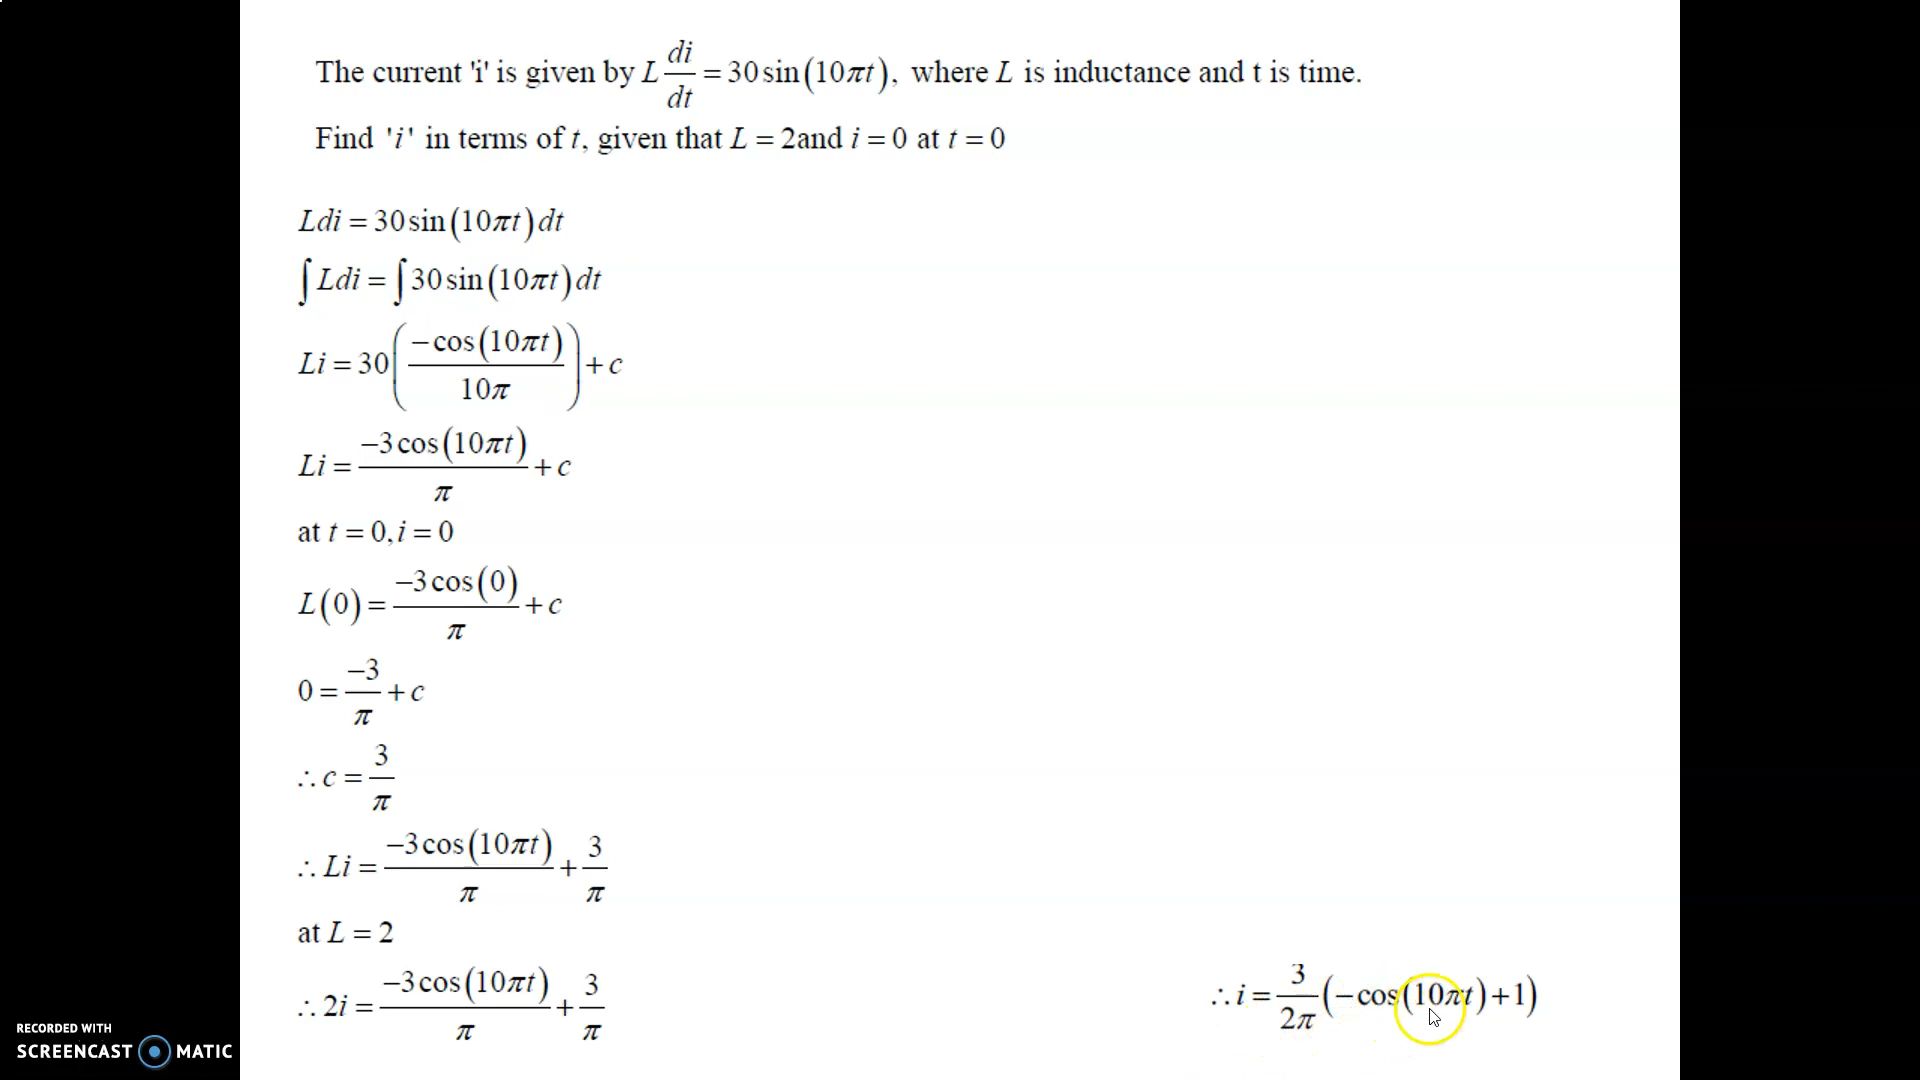 The current 'i' is given by L di/dt = 30 sin(10πt), where L is inductance and t is time.
Find 'i' in terms of t, given that L = 2and i = 0 at t = 0
Ldi = 30 sin(10πt)dt
∫Ldi = ∫30 sin(10πt)dt
Li = 30(−cos(10πt)/10π) + c
Li = −3cos(10πt)/π + c
at t = 0, i = 0
L(0) = −3cos(0)/π + c
0 = −3/π + c
∴ c = 3/π
∴ Li = −3cos(10πt)/π + 3/π
at L = 2
∴ 2i = −3cos(10πt)/π + 3/π
∴ i = 3/2π (−cos(10πt)+1)
RECORDED WITH
SCREENCAST MATIC